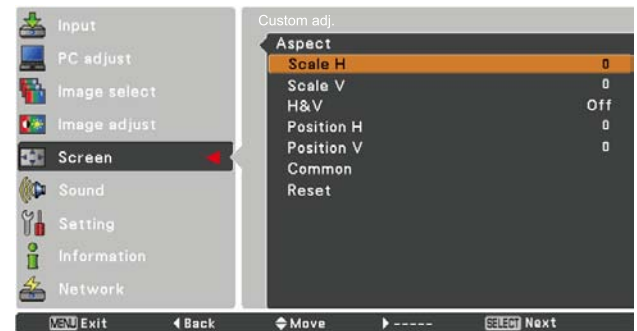 Input
PC adjust
Image select
Image adjust
Screen
Sound
Setting
Information
Network
Custom adj.
Aspect
Scale H 0
Scale V 0
H&V Off
Position H 0
Position V 0
Common
Reset
MENU Exit Back Move ----- SELECT Next